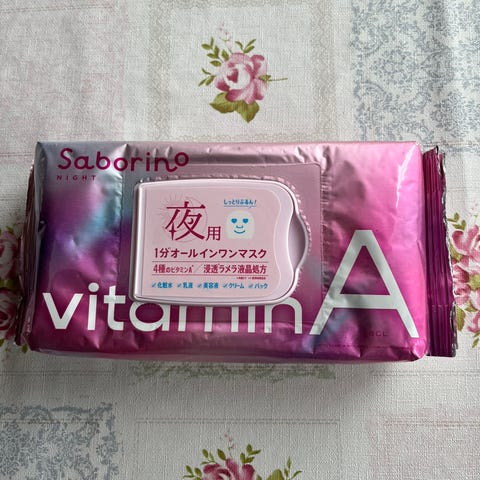 Saborino
NIGHT
しっとりぷるん!
夜用
1分オールインワンマスク
4種のビタミンA* 浸透*ラメラ液晶処方
✓化粧水 ✓乳液 ✓美容液 ✓クリーム ✓パック
vitamin A
BCL